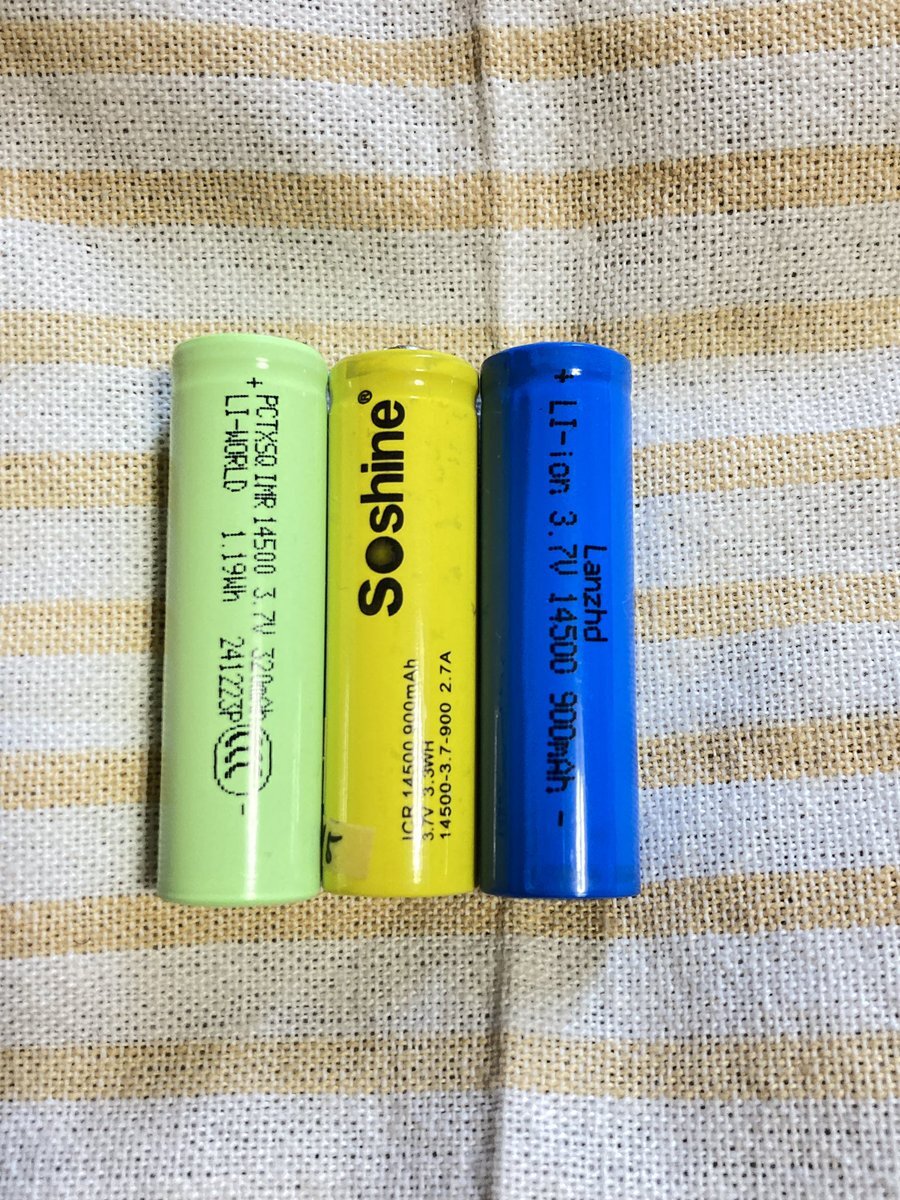 + PCTXSQ IMR 14500 3.7V 320mAh
LI-WORLD 1.19Wh 241223P -
Soshine®
ICR 14500 900mAh
3.7V 3.3WH
14500-3.7-900 2.7A
Lanzhd
+ LI-ion 3.7V 14500 900mAh -